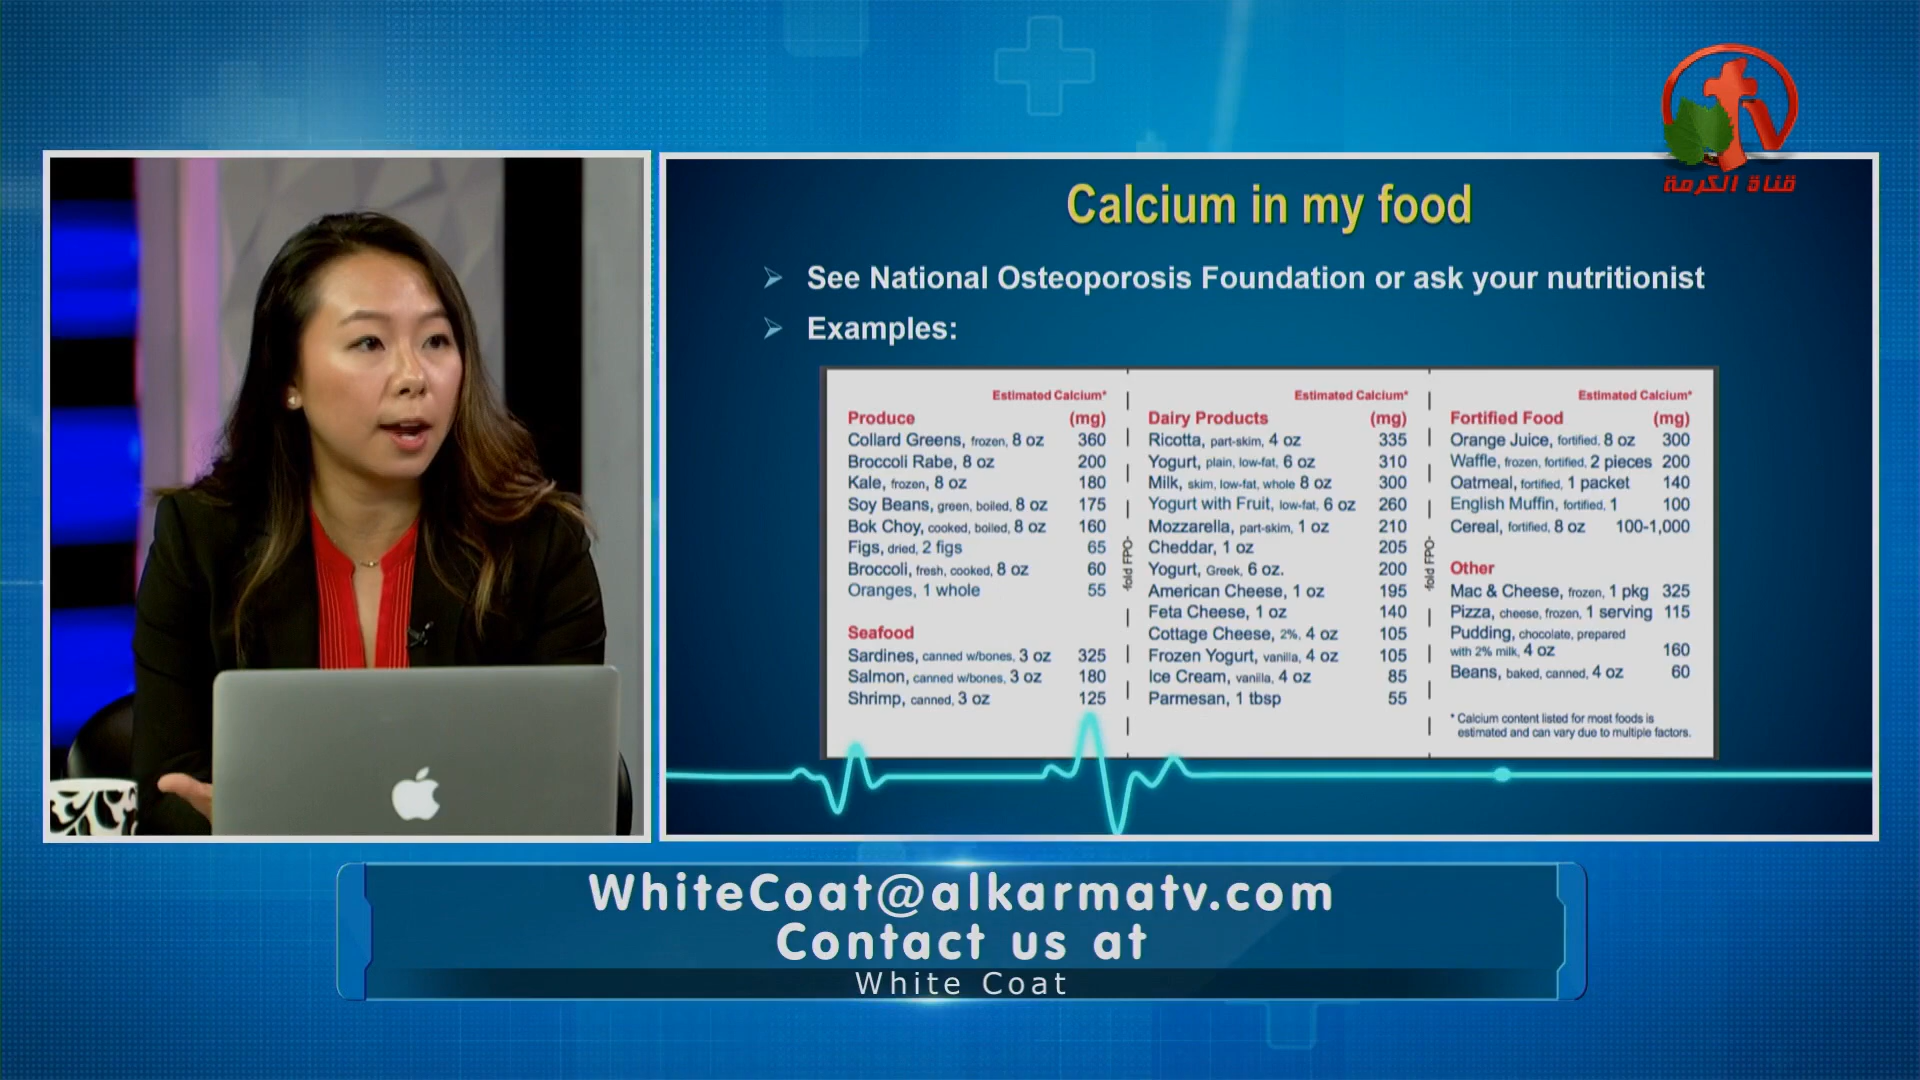 tv
قناة الكرمة
Calcium in my food
See National Osteoporosis Foundation or ask your nutritionist
Examples:
Estimated Calcium*
Produce (mg)
Collard Greens, frozen, 8 oz 360
Broccoli Rabe, 8 oz 200
Kale, frozen, 8 oz 180
Soy Beans, green, boiled, 8 oz 175
Bok Choy, cooked, boiled, 8 oz 160
Figs, dried, 2 figs 65
Broccoli, fresh, cooked, 8 oz 60
Oranges, 1 whole 55
Seafood
Sardines, canned w/bones, 3 oz 325
Salmon, canned w/bones, 3 oz 180
Shrimp, canned, 3 oz 125
-fold FPO-
Estimated Calcium*
Dairy Products (mg)
Ricotta, part-skim, 4 oz 335
Yogurt, plain, low-fat, 6 oz 310
Milk, skim, low-fat, whole 8 oz 300
Yogurt with Fruit, low-fat, 6 oz 260
Mozzarella, part-skim, 1 oz 210
Cheddar, 1 oz 205
Yogurt, Greek, 6 oz. 200
American Cheese, 1 oz 195
Feta Cheese, 1 oz 140
Cottage Cheese, 2%, 4 oz 105
Frozen Yogurt, vanilla, 4 oz 105
Ice Cream, vanilla, 4 oz 85
Parmesan, 1 tbsp 55
-fold FPO-
Estimated Calcium*
Fortified Food (mg)
Orange Juice, fortified, 8 oz 300
Waffle, frozen, fortified, 2 pieces 200
Oatmeal, fortified, 1 packet 140
English Muffin, fortified, 1 100
Cereal, fortified, 8 oz 100-1,000
Other
Mac & Cheese, frozen, 1 pkg 325
Pizza, cheese, frozen, 1 serving 115
Pudding, chocolate, prepared
with 2% milk, 4 oz 160
Beans, baked, canned, 4 oz 60
* Calcium content listed for most foods is
estimated and can vary due to multiple factors.
WhiteCoat@alkarmatv.com
Contact us at
White Coat